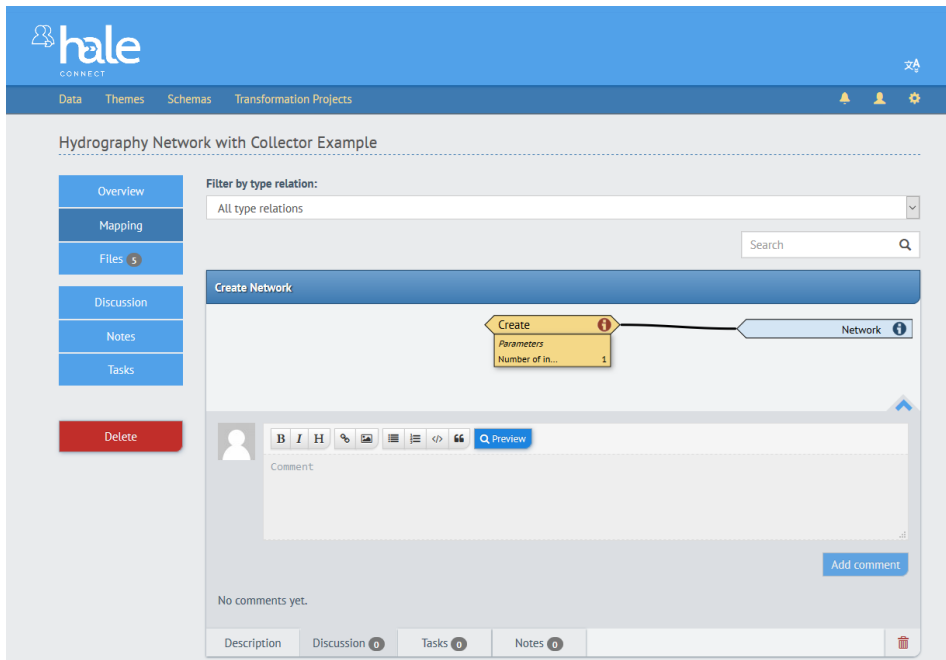 hale
CONNECT
Data Themes Schemas Transformation Projects
Hydrography Network with Collector Example
Overview
Mapping
Files 5
Discussion
Notes
Tasks
Delete
Filter by type relation:
All type relations
Search
Create Network
Create
Parameters
Number of in... 1
Network
B I H Preview
Comment
Add comment
No comments yet.
Description Discussion 0 Tasks 0 Notes 0